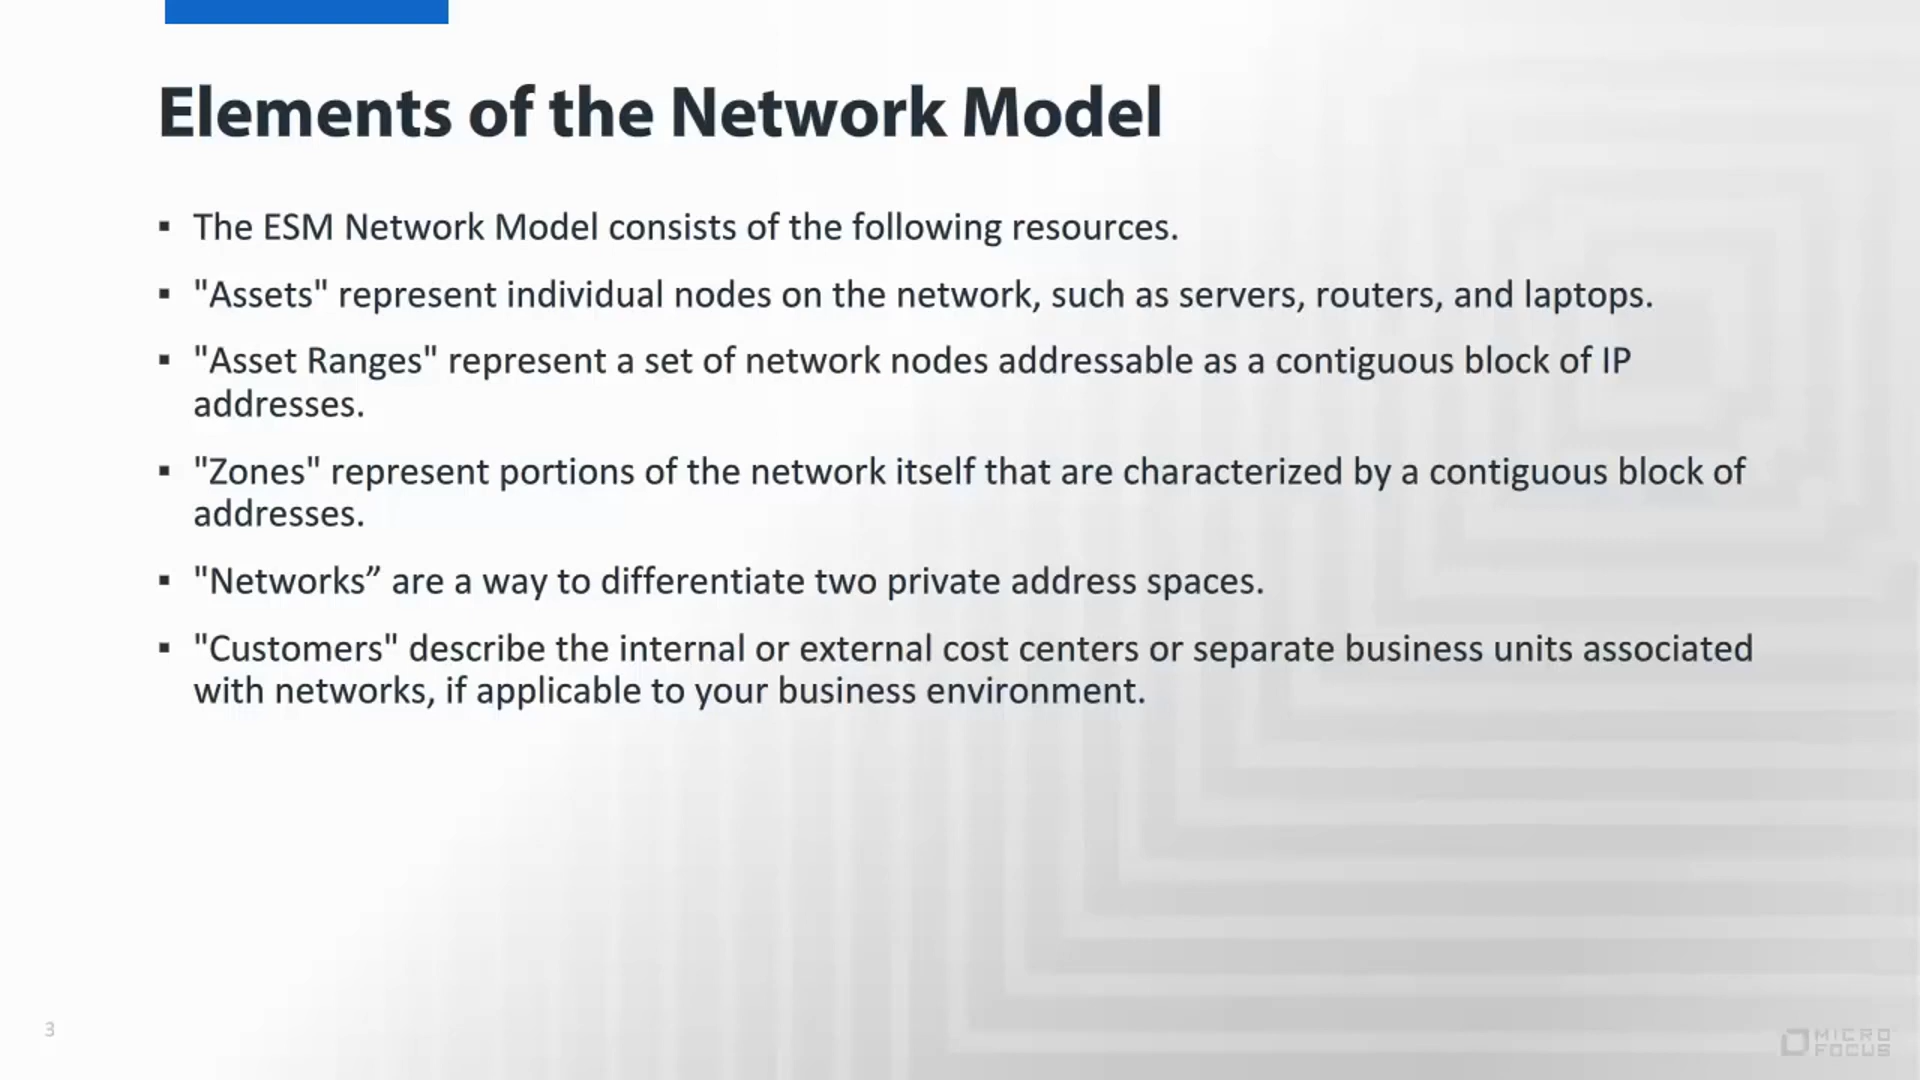 Elements of the Network Model
▪ The ESM Network Model consists of the following resources.
▪ "Assets" represent individual nodes on the network, such as servers, routers, and laptops.
▪ "Asset Ranges" represent a set of network nodes addressable as a contiguous block of IP
addresses.
▪ "Zones" represent portions of the network itself that are characterized by a contiguous block of
addresses.
▪ "Networks” are a way to differentiate two private address spaces.
▪ "Customers" describe the internal or external cost centers or separate business units associated
with networks, if applicable to your business environment.
3
MICRO
FOCUS